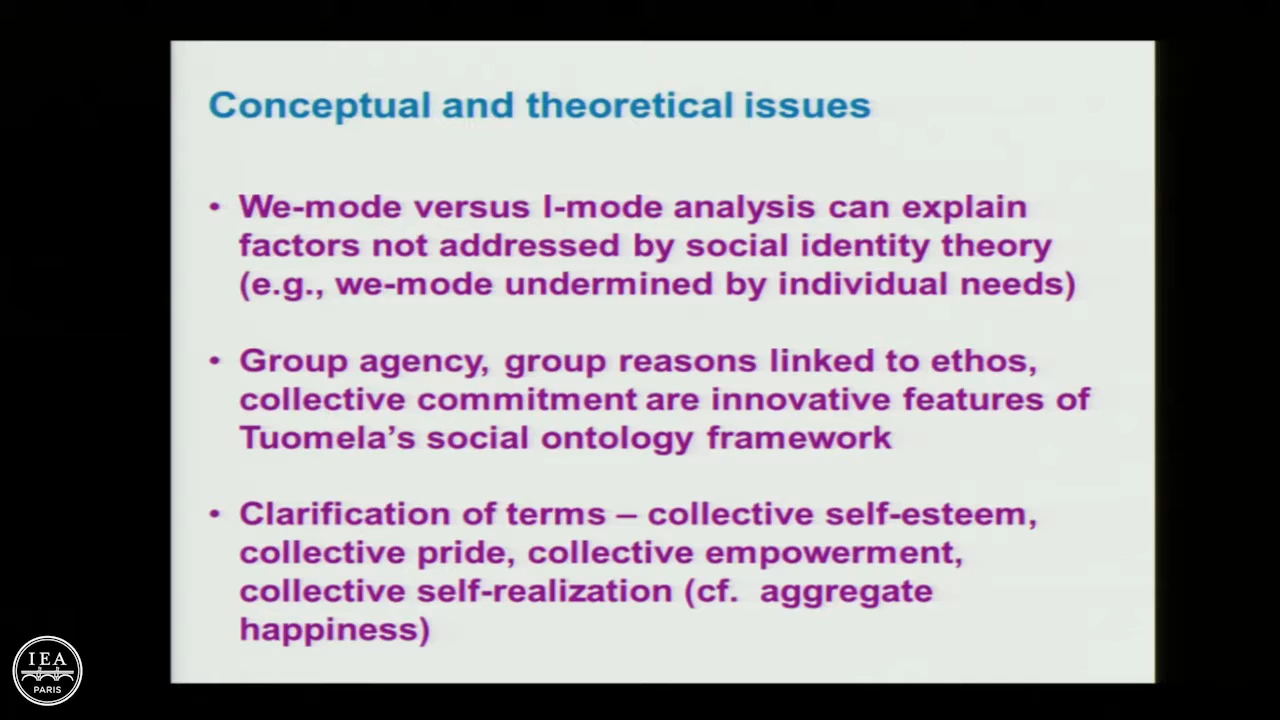 Conceptual and theoretical issues
• We-mode versus I-mode analysis can explain
factors not addressed by social identity theory
(e.g., we-mode undermined by individual needs)
• Group agency, group reasons linked to ethos,
collective commitment are innovative features of
Tuomela’s social ontology framework
• Clarification of terms – collective self-esteem,
collective pride, collective empowerment,
collective self-realization (cf. aggregate
happiness)
IEA
PARIS